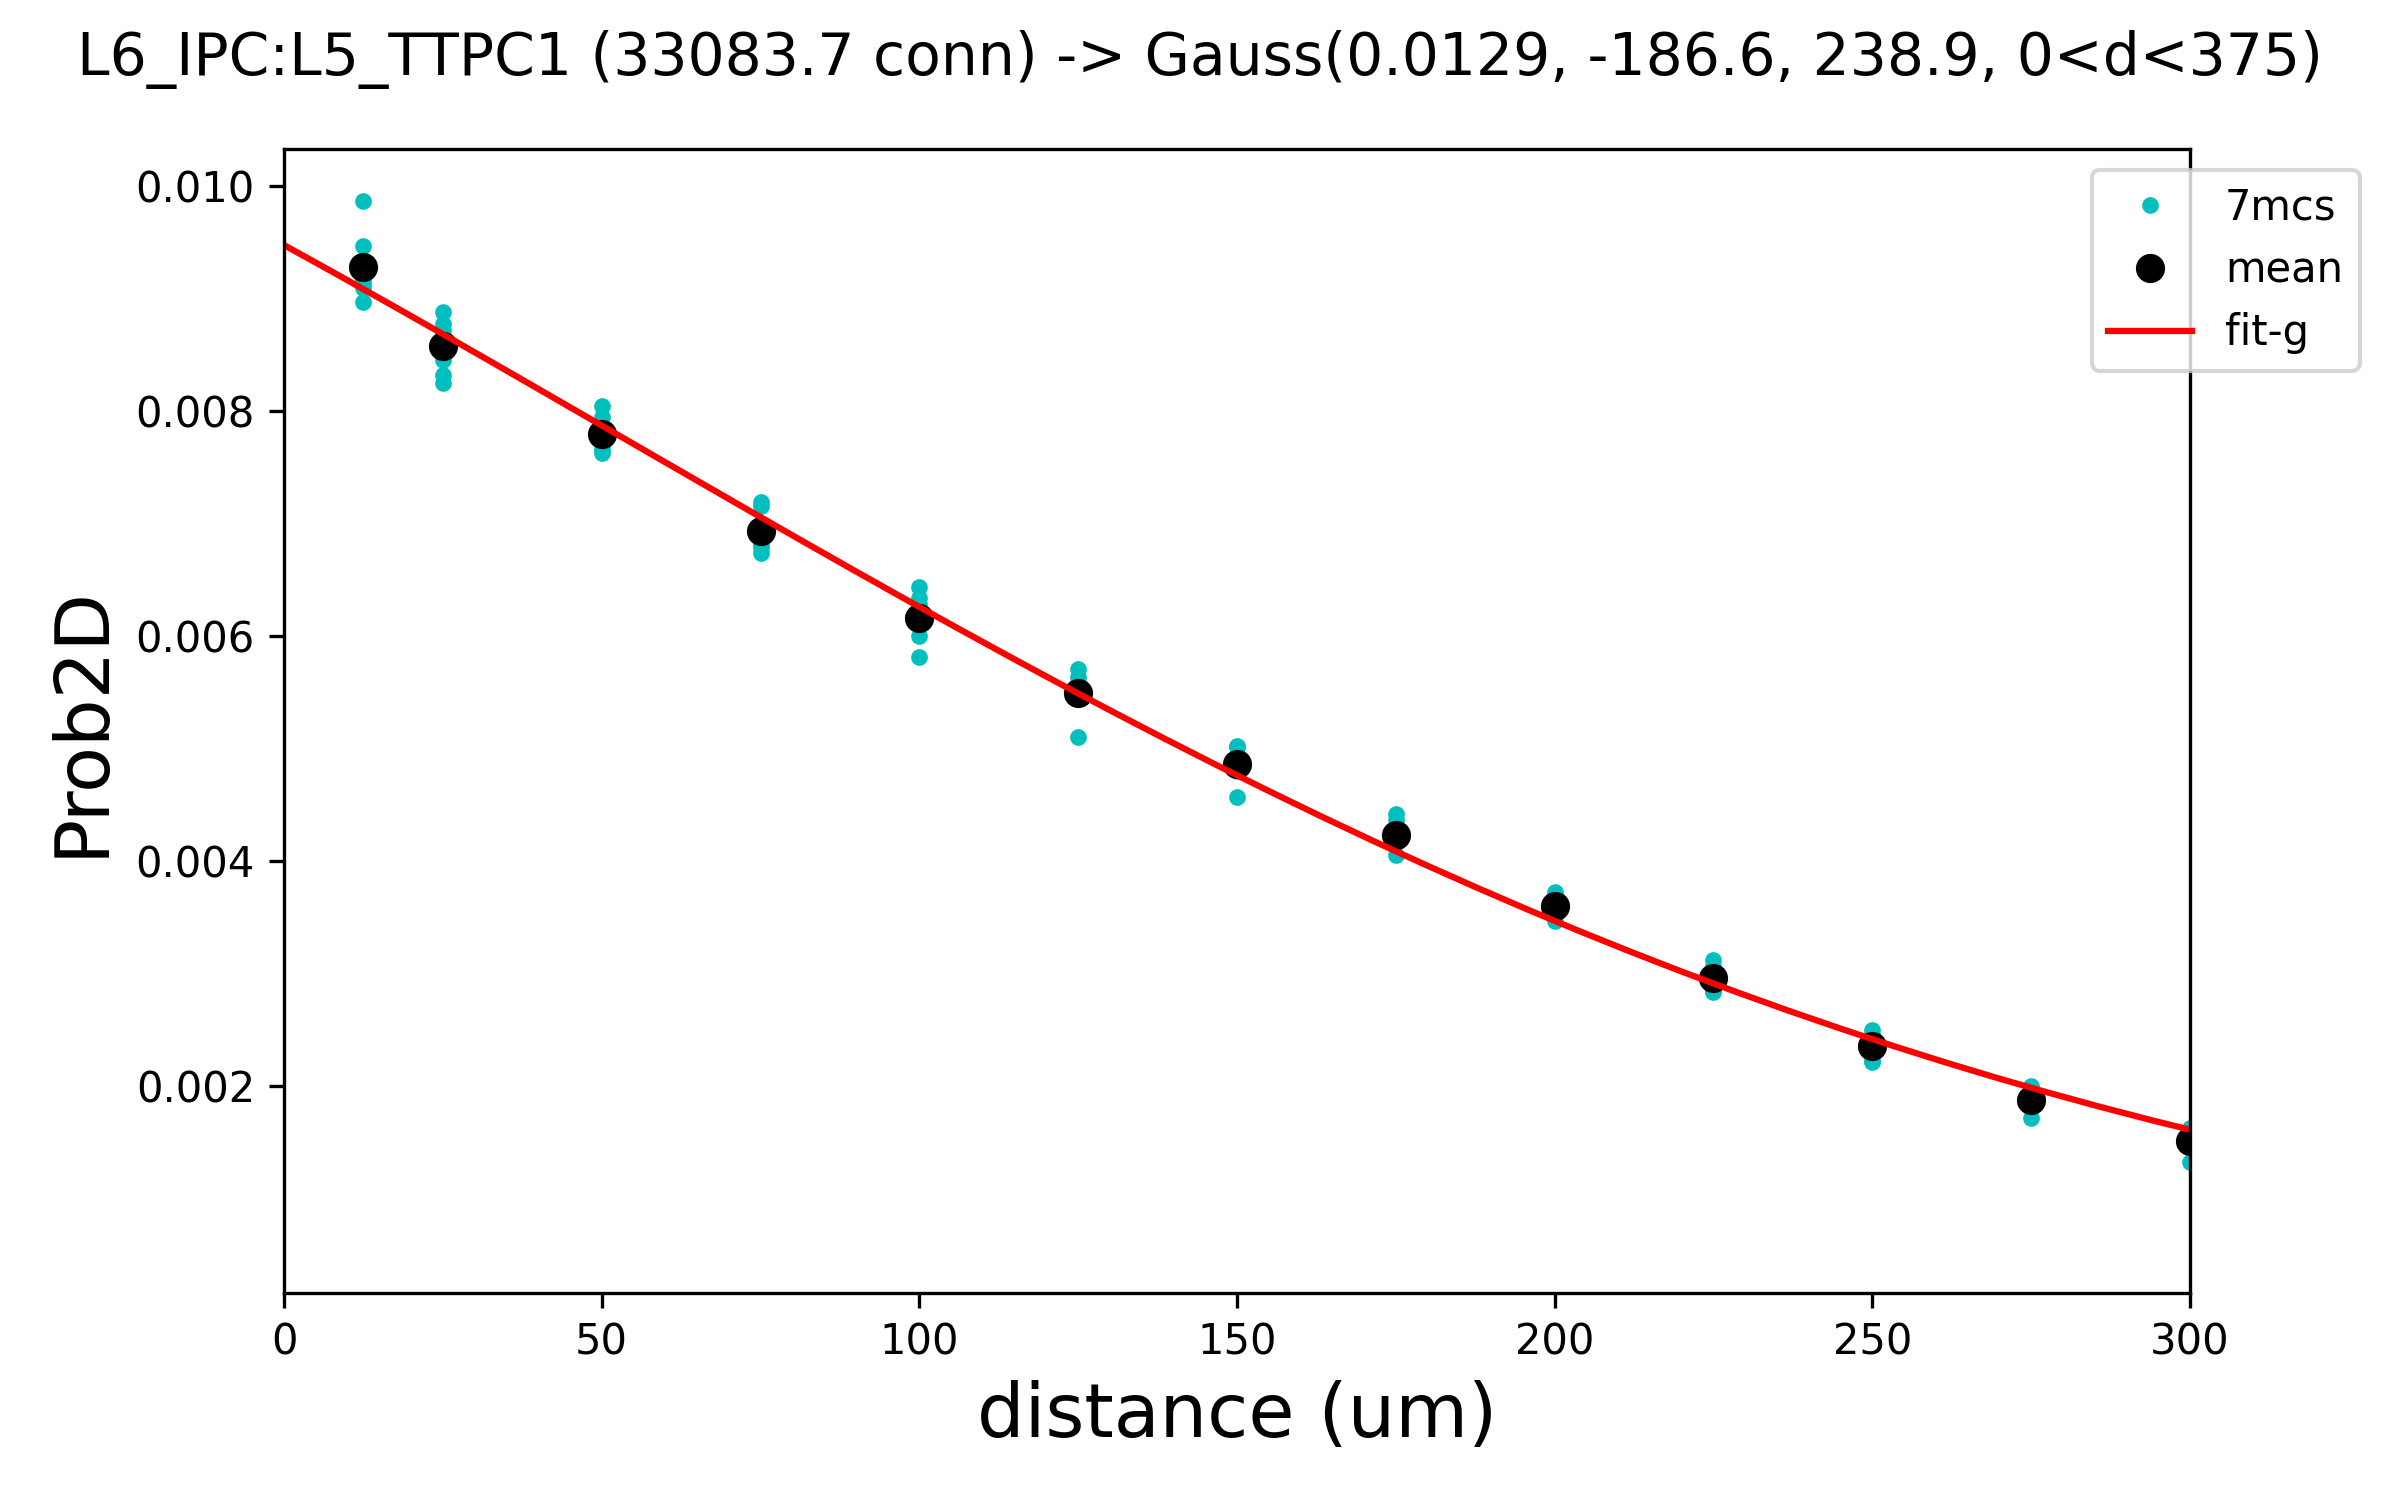 L6_IPC:L5_TTPC1 (33083.7 conn) -> Gauss(0.0129, -186.6, 238.9, 0<d<375)
0.010
0.008
0.006
0.004
0.002
Prob2D
0 50 100 150 200 250 300
distance (um)
7mcs
mean
fit-g